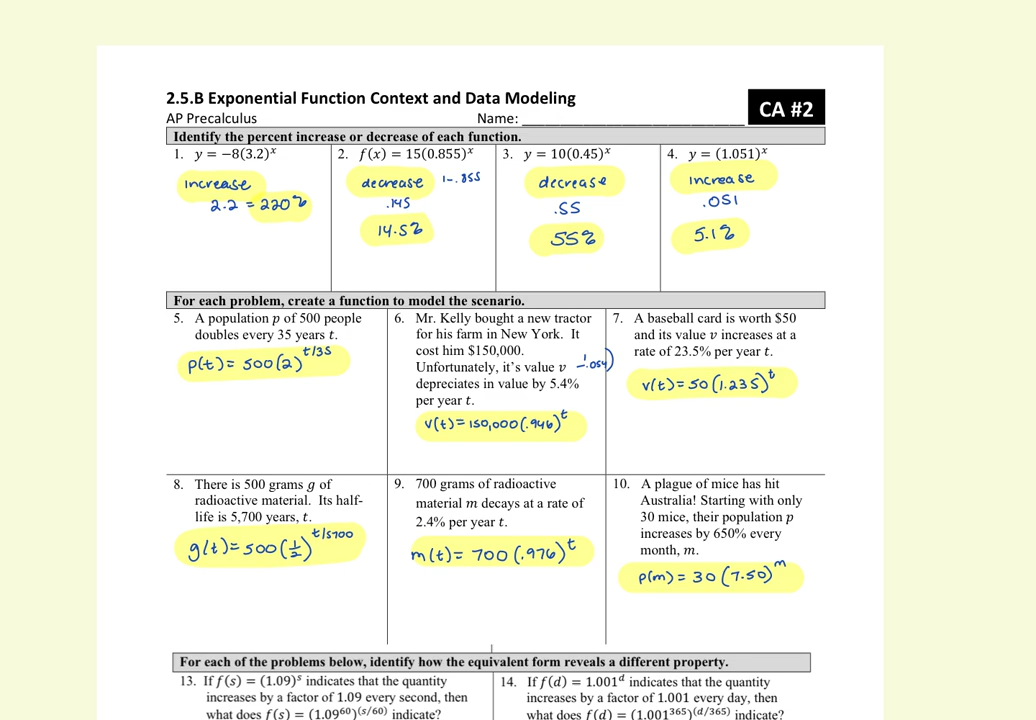 2.5.B Exponential Function Context and Data Modeling
AP Precalculus Name: ____________________
CA #2
Identify the percent increase or decrease of each function.
1. y = −8(3.2)ˣ
increase
2.2 = 220%
2. f(x) = 15(0.855)ˣ
decrease 1-.855
.145
14.5%
3. y = 10(0.45)ˣ
decrease
.55
55%
4. y = (1.051)ˣ
increase
.051
5.1%
For each problem, create a function to model the scenario.
5. A population p of 500 people
doubles every 35 years t.
p(t) = 500(2)^(t/35)
6. Mr. Kelly bought a new tractor
for his farm in New York. It
cost him $150,000.
Unfortunately, it's value v
depreciates in value by 5.4%
per year t.
1-.054)
v(t) = 150,000(.946)^t
7. A baseball card is worth $50
and its value v increases at a
rate of 23.5% per year t.
v(t) = 50(1.235)^t
8. There is 500 grams g of
radioactive material. Its half-
life is 5,700 years, t.
g(t) = 500(1/2)^(t/5700)
9. 700 grams of radioactive
material m decays at a rate of
2.4% per year t.
m(t) = 700(.976)^t
10. A plague of mice has hit
Australia! Starting with only
30 mice, their population p
increases by 650% every
month, m.
p(m) = 30(7.50)^m
For each of the problems below, identify how the equivalent form reveals a different property.
13. If f(s) = (1.09)ˢ indicates that the quantity
increases by a factor of 1.09 every second, then
what does f(s) = (1.09⁶⁰)^(s/60) indicate?
14. If f(d) = 1.001ᵈ indicates that the quantity
increases by a factor of 1.001 every day, then
what does f(d) = (1.001³⁶⁵)^(d/365) indicate?